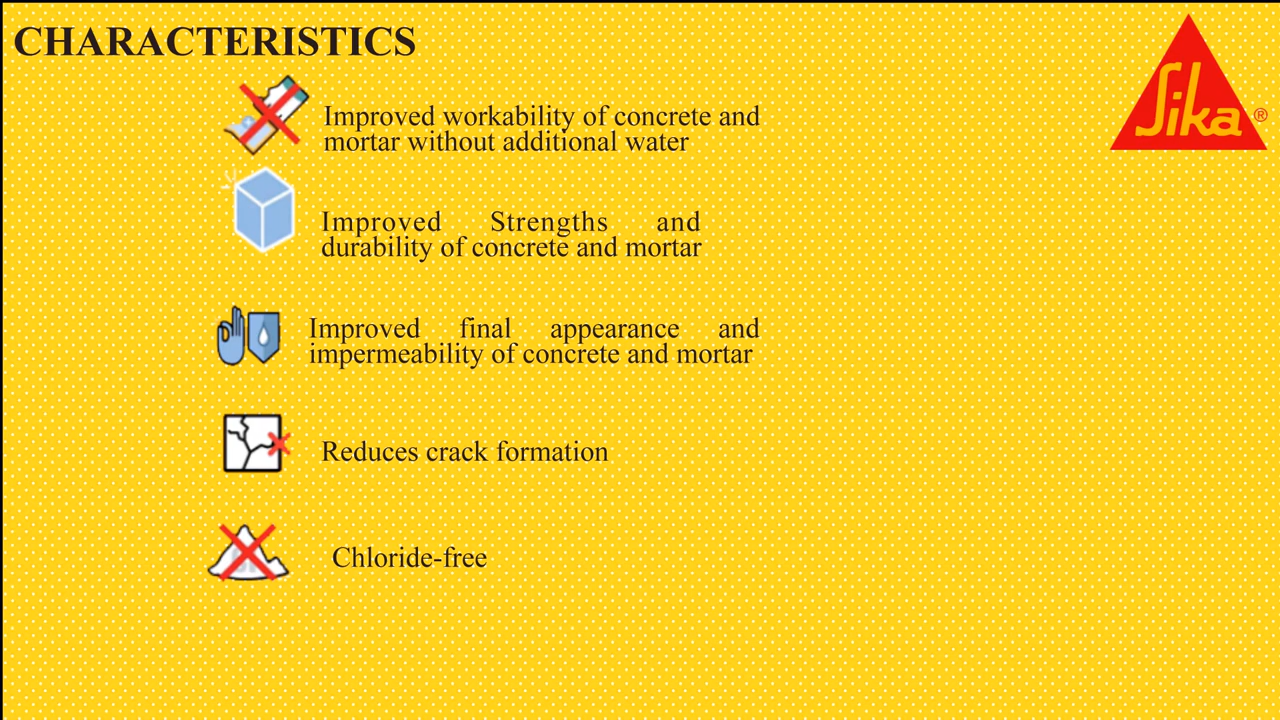 CHARACTERISTICS
Sika®
Improved workability of concrete and
mortar without additional water
Improved Strengths and
durability of concrete and mortar
Improved final appearance and
impermeability of concrete and mortar
Reduces crack formation
Chloride-free